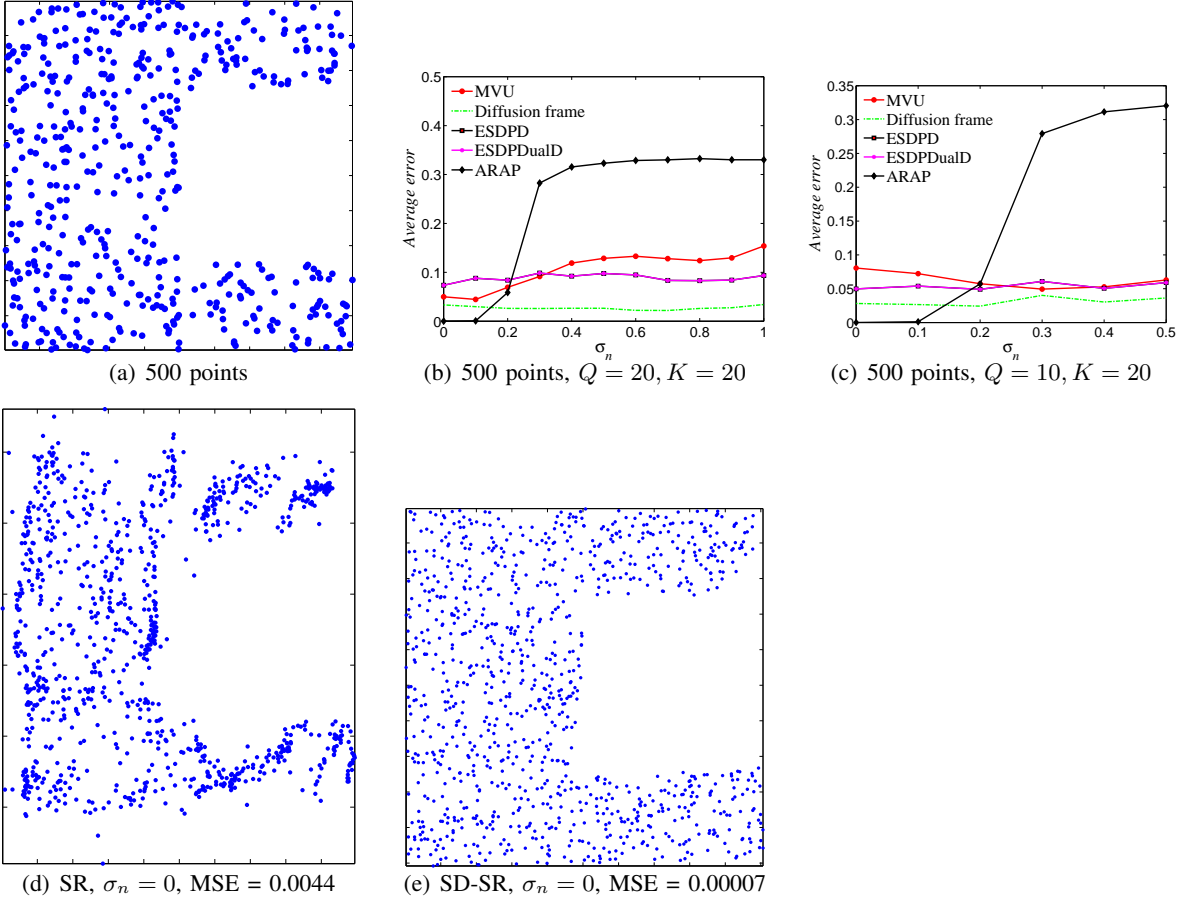 (a) 500 points
0.5
0.4
0.3
0.2
0.1
0
Average error
MVU
Diffusion frame
ESDPD
ESDPDualD
ARAP
0 0.2 0.4 0.6 0.8 1
σn
(b) 500 points, Q = 20, K = 20
0.35
0.3
0.25
0.2
0.15
0.1
0.05
0
Average error
MVU
Diffusion frame
ESDPD
ESDPDualD
ARAP
0 0.1 0.2 0.3 0.4 0.5
σn
(c) 500 points, Q = 10, K = 20
(d) SR, σn = 0, MSE = 0.0044
(e) SD-SR, σn = 0, MSE = 0.00007